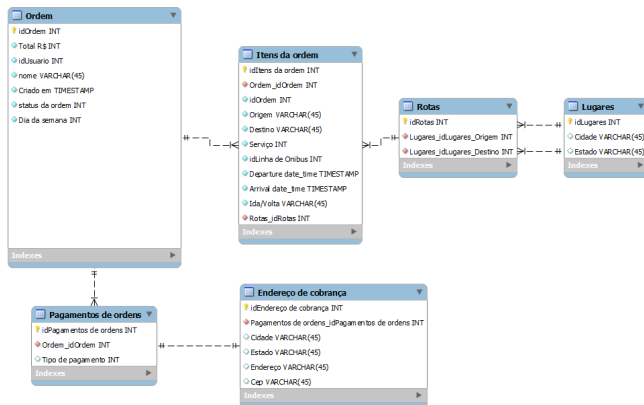 Ordem
idOrdem INT
Total R$ INT
idUsuario INT
nome VARCHAR(45)
Criado em TIMESTAMP
status da ordem INT
Dia da semana INT
Indexes
Itens da ordem
idItens da ordem INT
Ordem_idOrdem INT
idOrdem INT
Origem VARCHAR(45)
Destino VARCHAR(45)
Serviço INT
idLinha de Onibus INT
Departure date_time TIMESTAMP
Arrival date_time TIMESTAMP
Ida/Volta VARCHAR(45)
Rotas_idRotas INT
Indexes
Rotas
idRotas INT
Lugares_idLugares_Origem INT
Lugares_idLugares_Destino INT
Indexes
Lugares
idLugares INT
Cidade VARCHAR(45)
Estado VARCHAR(45)
Indexes
Pagamentos de ordens
idPagamentos de ordens INT
Ordem_idOrdem INT
Tipo de pagamento INT
Indexes
Endereço de cobrança
idEndereço de cobrança INT
Pagamentos de ordens_idPagamentos de ordens INT
Cidade VARCHAR(45)
Estado VARCHAR(45)
Endereço VARCHAR(45)
Cep VARCHAR(45)
Indexes